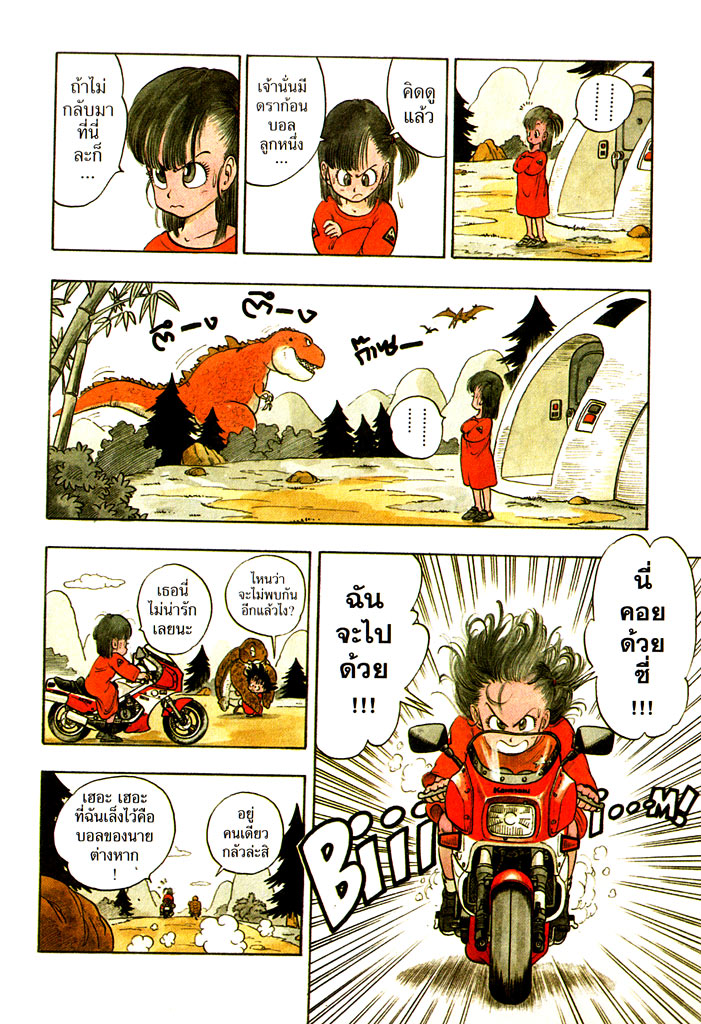 ⋮⋮
คิดดู
แล้ว
เจ้านั่นมี
ดราก้อน
บอล
ลูกหนึ่ง
...
ถ้าไม่
กลับมา
ที่นี่
ละก็
...
⋮⋮
นี่
คอย
ด้วย
ซี่
!!!
ฉัน
จะไป
ด้วย
!!!
ไหนว่า
จะไม่พบกัน
อีกแล้วไง?
เธอนี่
ไม่น่ารัก
เลยนะ
อยู่
คนเดียว
กลัวล่ะสิ
เฮอะ เฮอะ
ที่ฉันเล็งไว้คือ
บอลของนาย
ต่างหาก
!